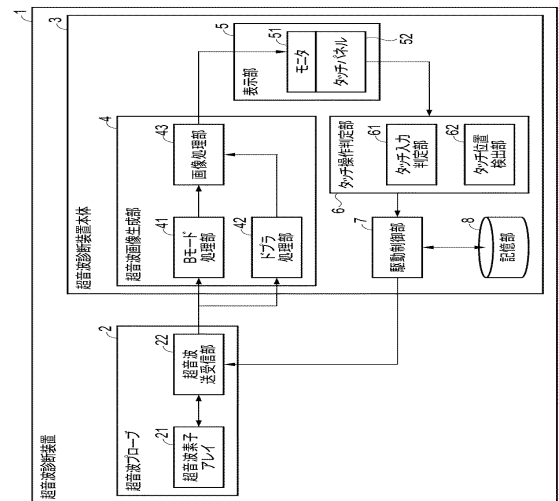 1
超音波診断装置
2
超音波プローブ
21
超音波素子
アレイ
22
超音波
送受信部
3
超音波診断装置本体
4
超音波画像生成部
41
Bモード
処理部
42
ドプラ
処理部
43
画像処理部
5
表示部
51
モニタ
52
タッチパネル
6
タッチ操作判定部
61
タッチ入力
判定部
62
タッチ位置
検出部
7
駆動制御部
8
記憶部